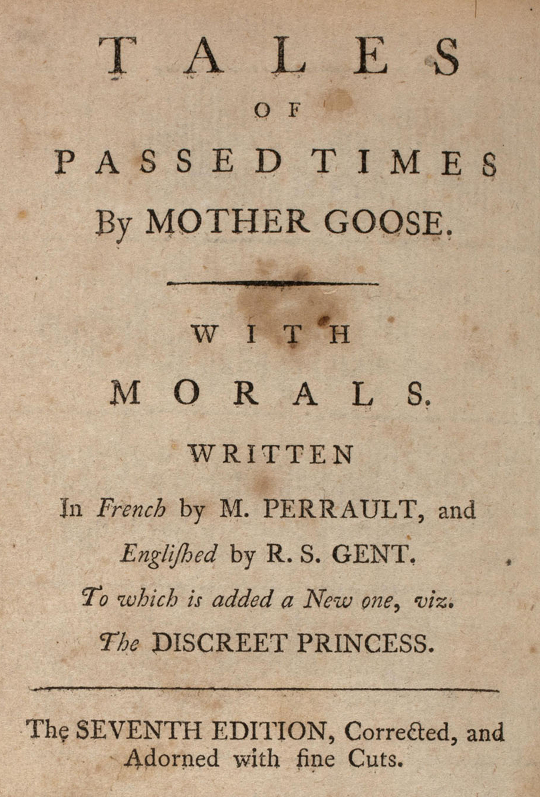 TALES
OF
PASSED TIMES
By MOTHER GOOSE.
WITH
MORALS.
WRITTEN
In French by M. PERRAULT, and
Engliſhed by R. S. GENT.
To which is added a New one, viz.
The DISCREET PRINCESS.
The SEVENTH EDITION, Corrected, and
Adorned with fine Cuts.